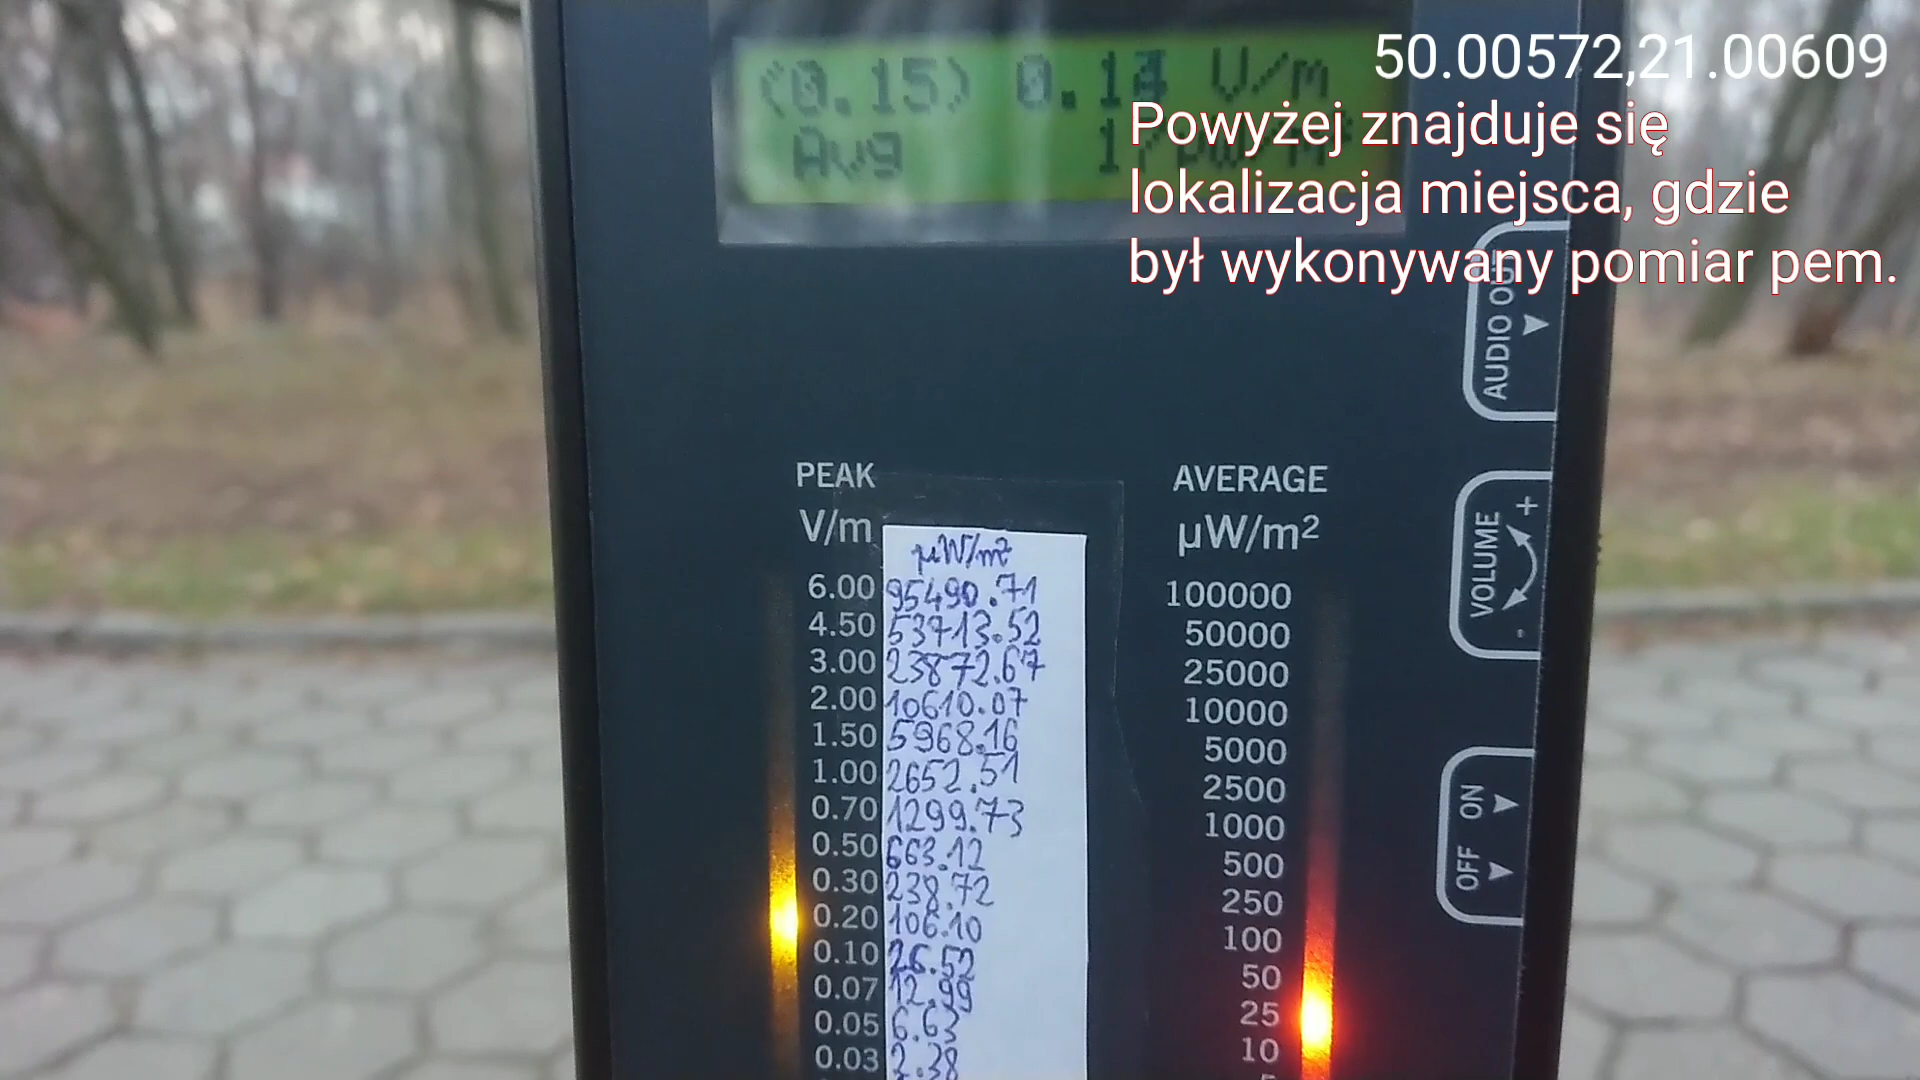 50.00572,21.00609
Powyżej znajduje się
lokalizacja miejsca, gdzie
był wykonywany pomiar pem.
(0.15) V/m
Avg
AUDIO OUT
PEAK
V/m
µW/m²
AVERAGE
µW/m²
6.00 95490.71 100000
4.50 53713.52 50000
3.00 23872.67 25000
2.00 10610.07 10000
1.50 5968.16 5000
1.00 2652.51 2500
0.70 1299.73 1000
0.50 663.12 500
0.30 238.72 250
0.20 106.10 100
0.10 26.52 50
0.07 12.99 25
0.05 6.63 10
0.03 2.38
VOLUME
+
-
OFF ON